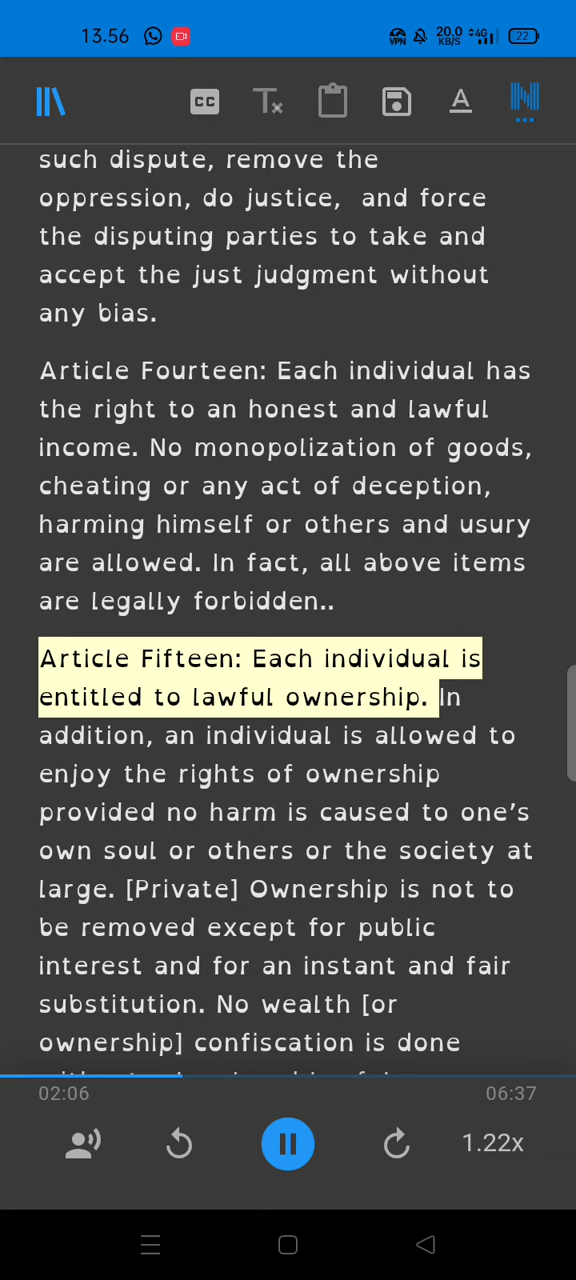 13.56
VPN
20.0
KB/S
4G
22
CC
such dispute, remove the
oppression, do justice,  and force
the disputing parties to take and
accept the just judgment without
any bias.
Article Fourteen: Each individual has
the right to an honest and lawful
income. No monopolization of goods,
cheating or any act of deception,
harming himself or others and usury
are allowed. In fact, all above items
are legally forbidden..
Article Fifteen: Each individual is
entitled to lawful ownership. In
addition, an individual is allowed to
enjoy the rights of ownership
provided no harm is caused to one’s
own soul or others or the society at
large. [Private] Ownership is not to
be removed except for public
interest and for an instant and fair
substitution. No wealth [or
ownership] confiscation is done
02:06
06:37
1.22x